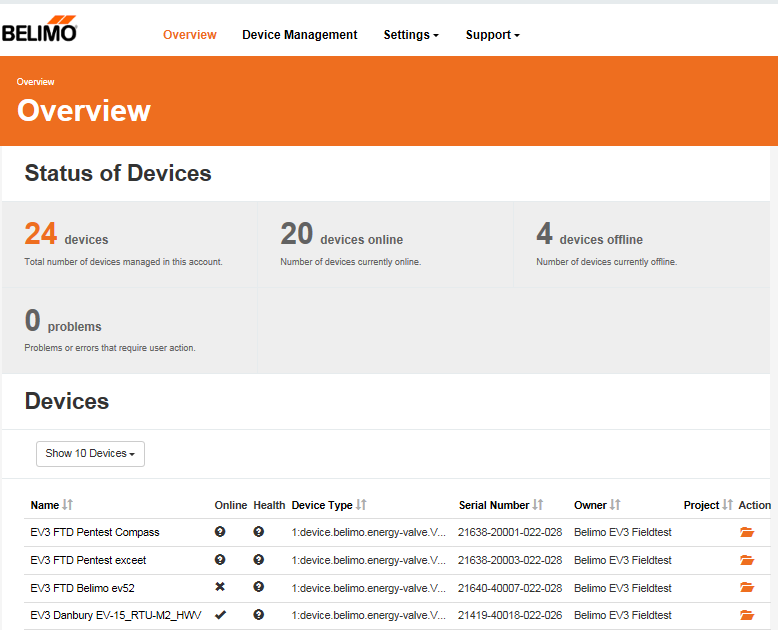 BELIMO
Overview Device Management Settings Support
Overview
Overview
Status of Devices
24 devices 20 devices online 4 devices offline
Total number of devices managed in this account. Number of devices currently online. Number of devices currently offline.
0 problems
Problems or errors that require user action.
Devices
Show 10 Devices
Name Online Health Device Type Serial Number Owner Project Action
EV3 FTD Pentest Compass 1:device.belimo.energy-valve.V... 21638-20001-022-028 Belimo EV3 Fieldtest
EV3 FTD Pentest exceet 1:device.belimo.energy-valve.V... 21638-20003-022-028 Belimo EV3 Fieldtest
EV3 FTD Belimo ev52 1:device.belimo.energy-valve.V... 21640-40007-022-028 Belimo EV3 Fieldtest
EV3 Danbury EV-15_RTU-M2_HWV 1:device.belimo.energy-valve.V... 21419-40018-022-026 Belimo EV3 Fieldtest